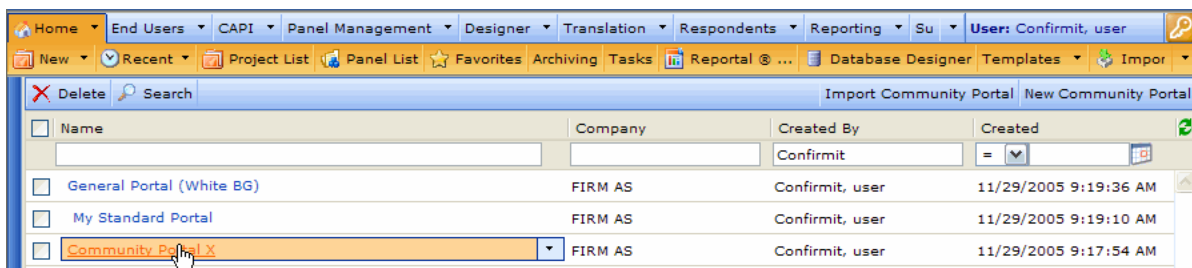 Home End Users CAPI Panel Management Designer Translation Respondents Reporting Su User: Confirmit, user
New Recent Project List Panel List Favorites Archiving Tasks Reportal ® ... Database Designer Templates Impor
Delete Search Import Community Portal New Community Portal
Name Company Created By Created
Confirmit =
General Portal (White BG) FIRM AS Confirmit, user 11/29/2005 9:19:36 AM
My Standard Portal FIRM AS Confirmit, user 11/29/2005 9:19:10 AM
Community Portal X FIRM AS Confirmit, user 11/29/2005 9:17:54 AM